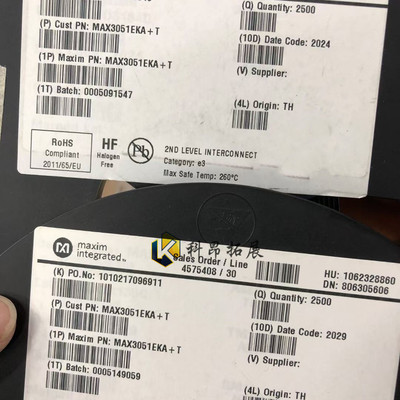 (Q) Quantity: 2500
(P) Cust PN: MAX3051EKA+T
(10D) Date Code: 2024
(1P) Maxim PN: MAX3051EKA+T
(V) Supplier:
(1T) Batch: 0005091547
(4L) Origin: TH
RoHS
Compliant
2011/65/EU
HF
Halogen
Free
Pb
2ND LEVEL INTERCONNECT
Category: e3
Max Safe Temp: 260°C
maxim
integrated™
科昂拓展
Sales Order / Line
4575408 / 30
HU: 1062328860
DN: 806305606
(K) PO.No: 1010217096911
(Q) Quantity: 2500
(P) Cust PN: MAX3051EKA+T
(10D) Date Code: 2029
(1P) Maxim PN: MAX3051EKA+T
(V) Supplier:
(1T) Batch: 0005149059
(4L) Origin: TH